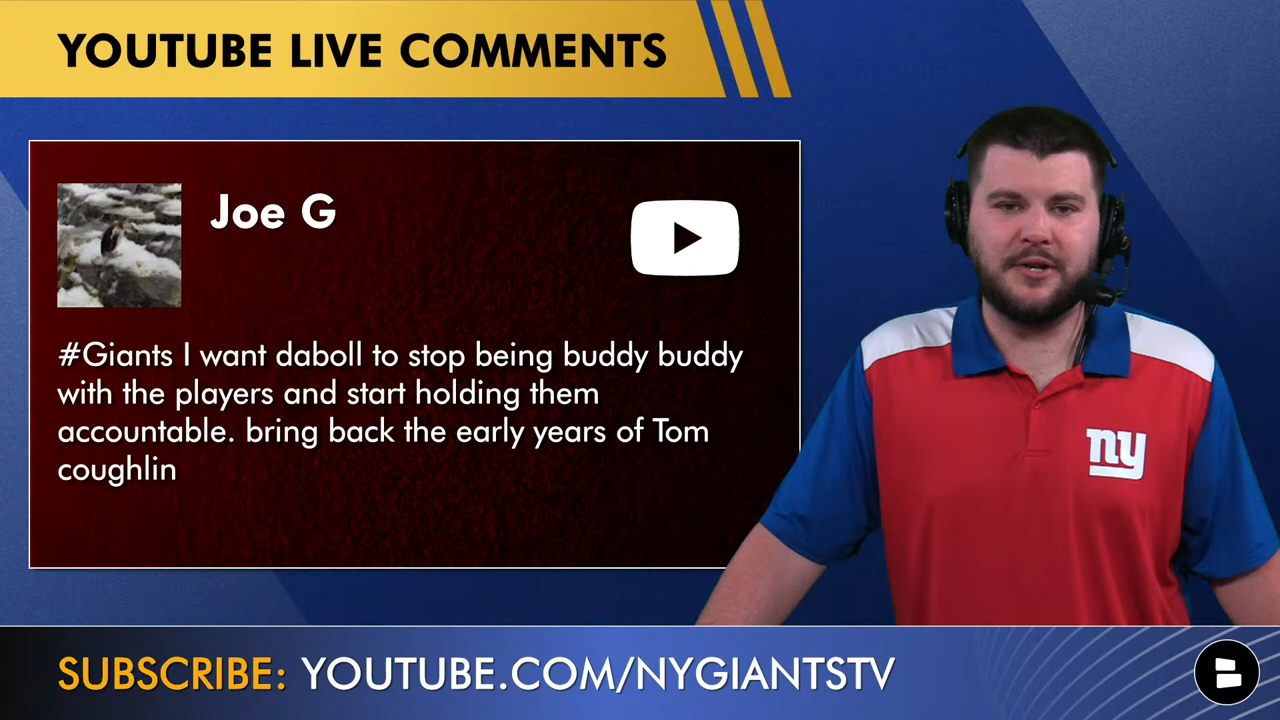 YOUTUBE LIVE COMMENTS
Joe G
#Giants I want daboll to stop being buddy buddy
with the players and start holding them
accountable. bring back the early years of Tom
coughlin
ny
SUBSCRIBE: YOUTUBE.COM/NYGIANTSTV